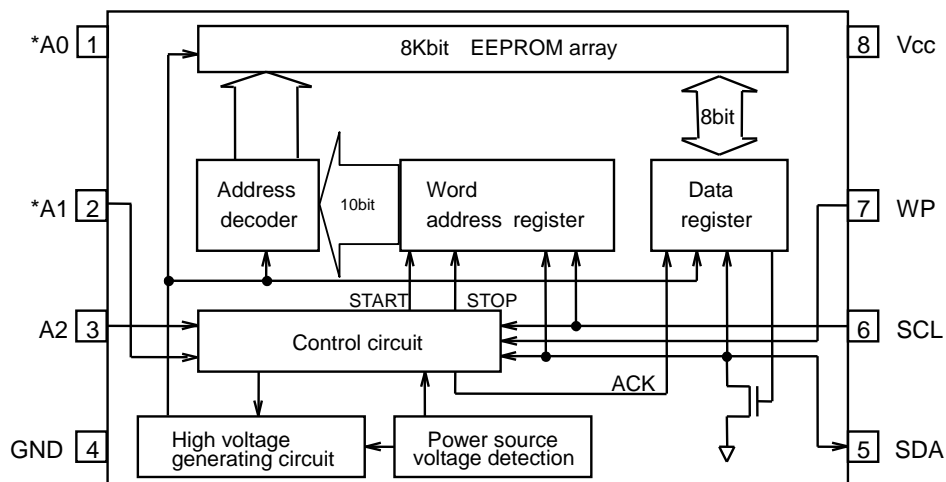 *A0 1
8Kbit EEPROM array
8 Vcc
8bit
*A1 2
Address
decoder
10bit
Word
address register
Data
register
7 WP
START
STOP
A2 3
Control circuit
6 SCL
ACK
GND 4
High voltage
generating circuit
Power source
voltage detection
5 SDA